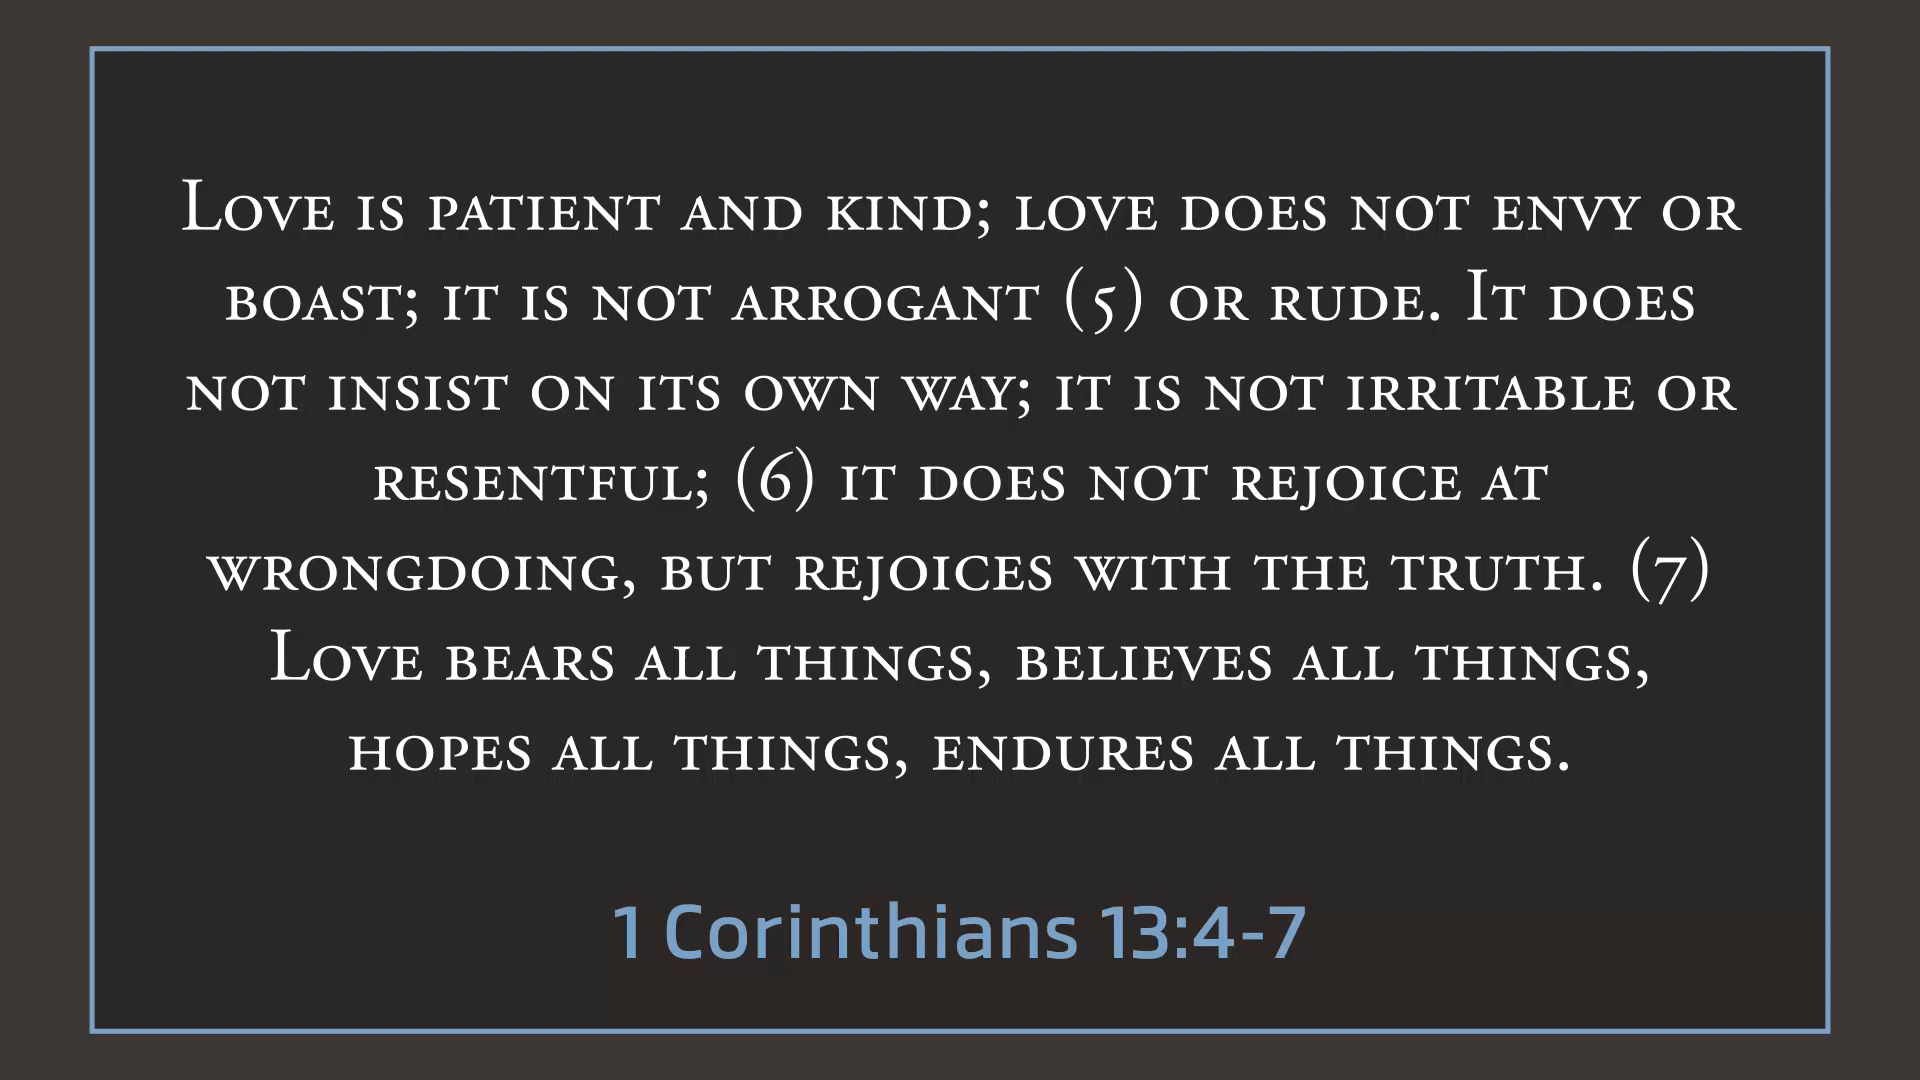 Love is patient and kind; love does not envy or
boast; it is not arrogant (5) or rude. It does
not insist on its own way; it is not irritable or
resentful; (6) it does not rejoice at
wrongdoing, but rejoices with the truth. (7)
Love bears all things, believes all things,
hopes all things, endures all things.
1 Corinthians 13:4-7